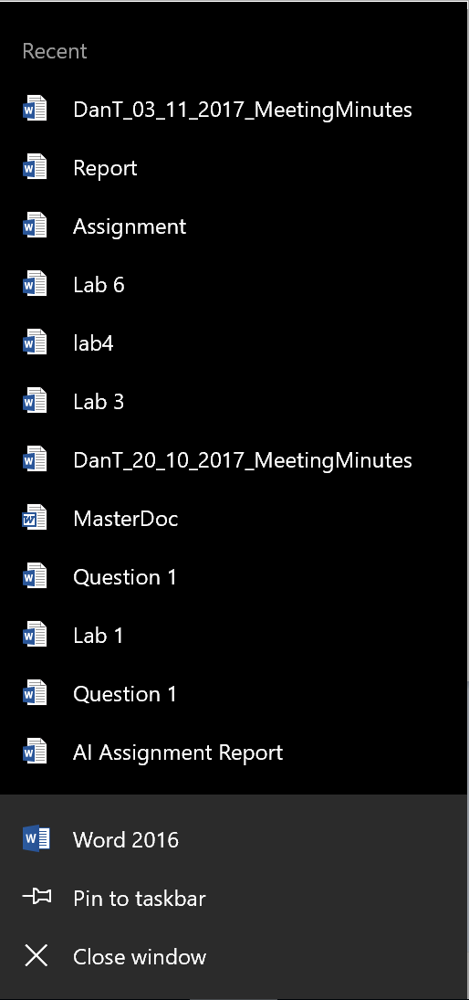 Recent
DanT_03_11_2017_MeetingMinutes
Report
Assignment
Lab 6
lab4
Lab 3
DanT_20_10_2017_MeetingMinutes
MasterDoc
Question 1
Lab 1
Question 1
AI Assignment Report
Word 2016
Pin to taskbar
Close window